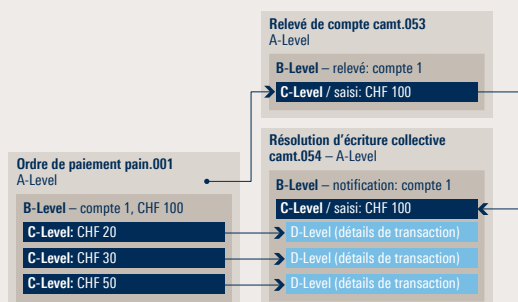 Relevé de compte camt.053
A-Level
B-Level – relevé: compte 1
C-Level / saisi: CHF 100
Résolution d’écriture collective
camt.054 – A-Level
B-Level – notification: compte 1
C-Level / saisi: CHF 100
D-Level (détails de transaction)
D-Level (détails de transaction)
D-Level (détails de transaction)
Ordre de paiement pain.001
A-Level
B-Level – compte 1, CHF 100
C-Level: CHF 20
C-Level: CHF 30
C-Level: CHF 50